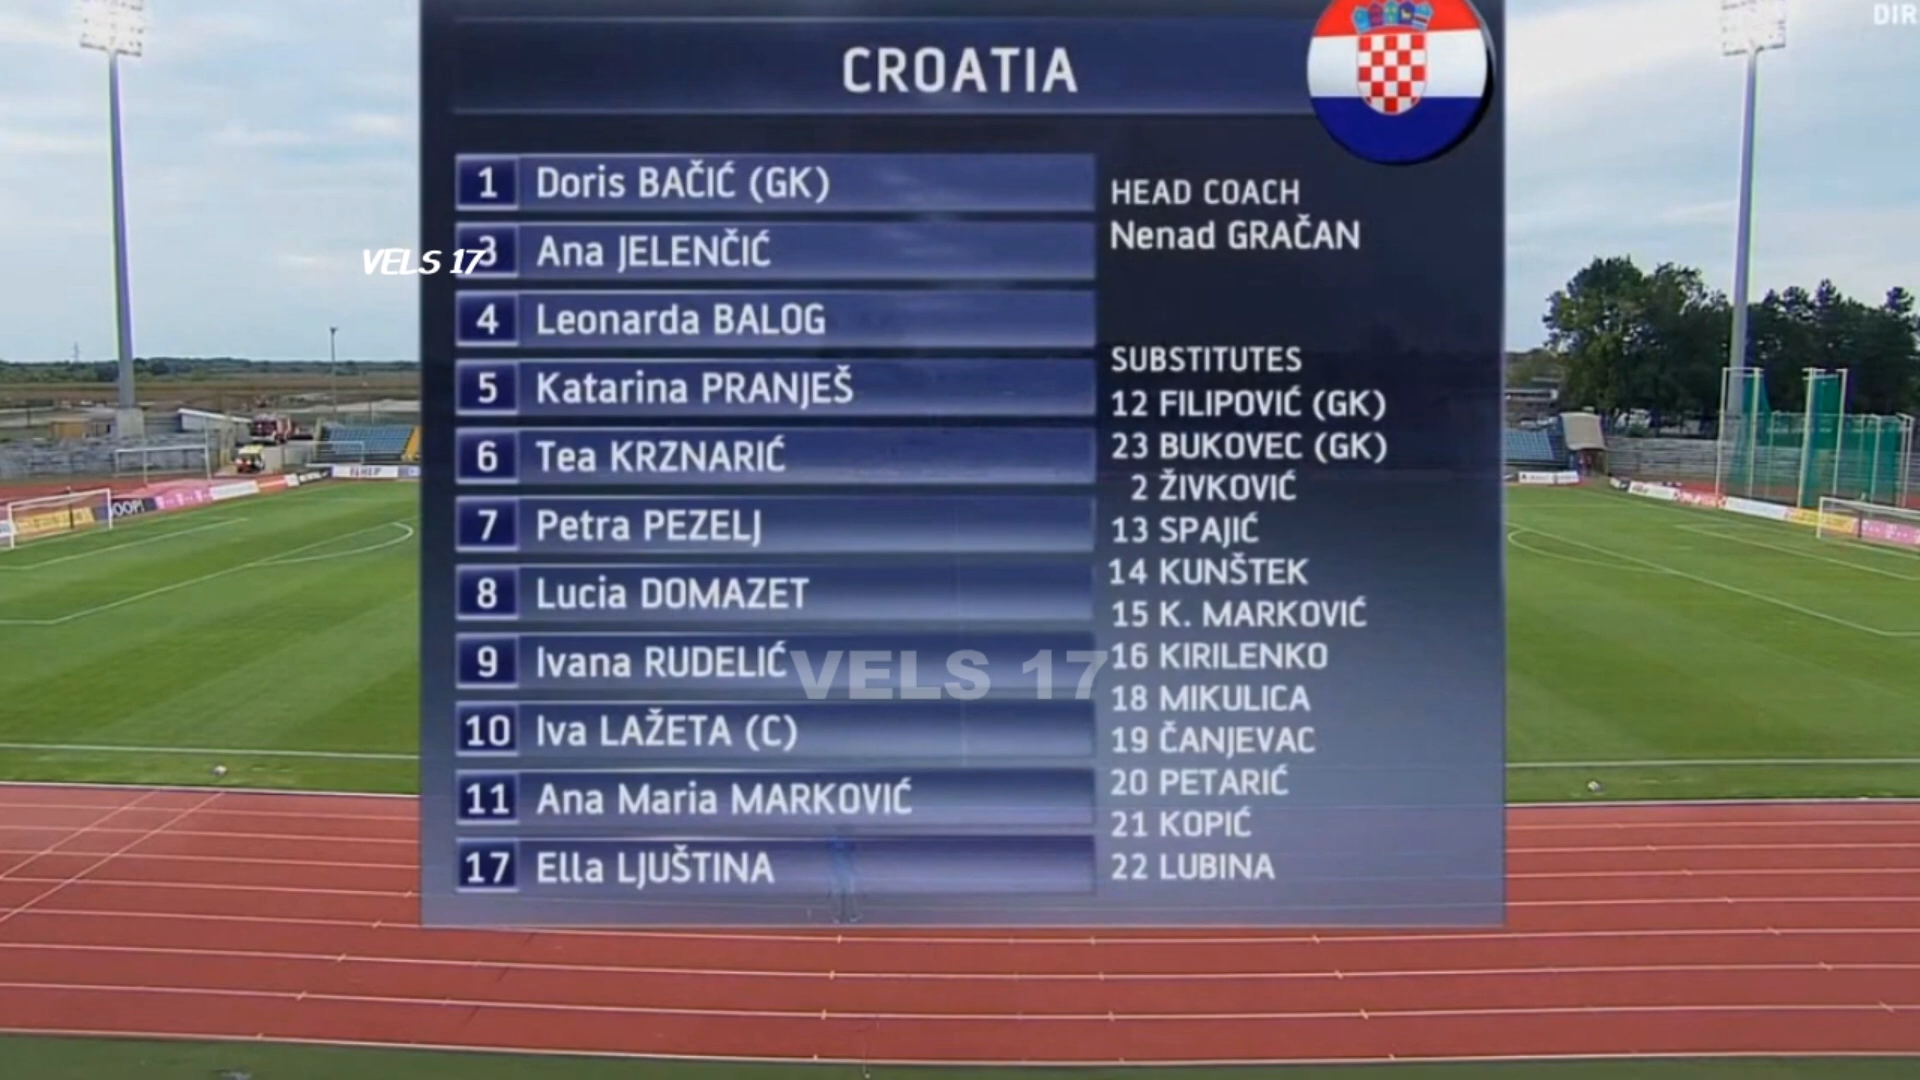 DIR
CROATIA
1 Doris BAČIĆ (GK)
3 Ana JELENČIĆ
4 Leonarda BALOG
5 Katarina PRANJEŠ
6 Tea KRZNARIĆ
7 Petra PEZELJ
8 Lucia DOMAZET
9 Ivana RUDELIĆ
10 Iva LAŽETA (C)
11 Ana Maria MARKOVIĆ
17 Ella LJUŠTINA
HEAD COACH
Nenad GRAČAN
SUBSTITUTES
12 FILIPOVIĆ (GK)
23 BUKOVEC (GK)
2 ŽIVKOVIĆ
13 SPAJIĆ
14 KUNŠTEK
15 K. MARKOVIĆ
16 KIRILENKO
18 MIKULICA
19 ČANJEVAC
20 PETARIĆ
21 KOPIĆ
22 LUBINA
VELS 17
VELS 17